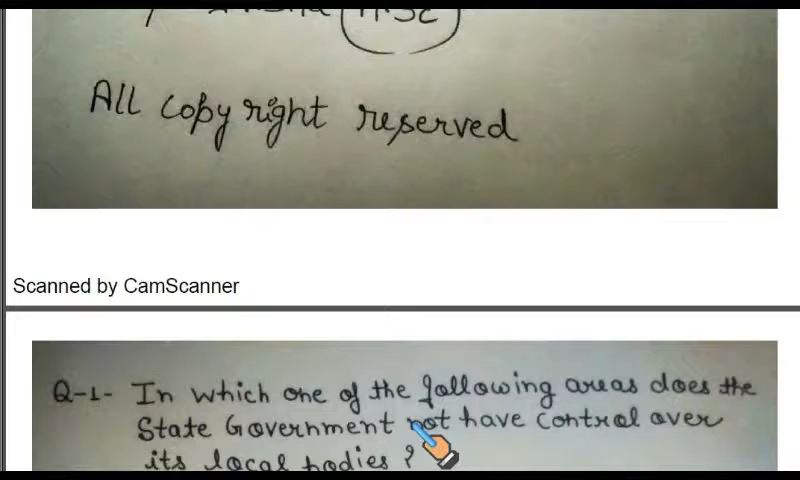 All copy right reserved
Scanned by CamScanner
Q-1- In which one of the following areas does the
State Government not have control over
its local bodies ?